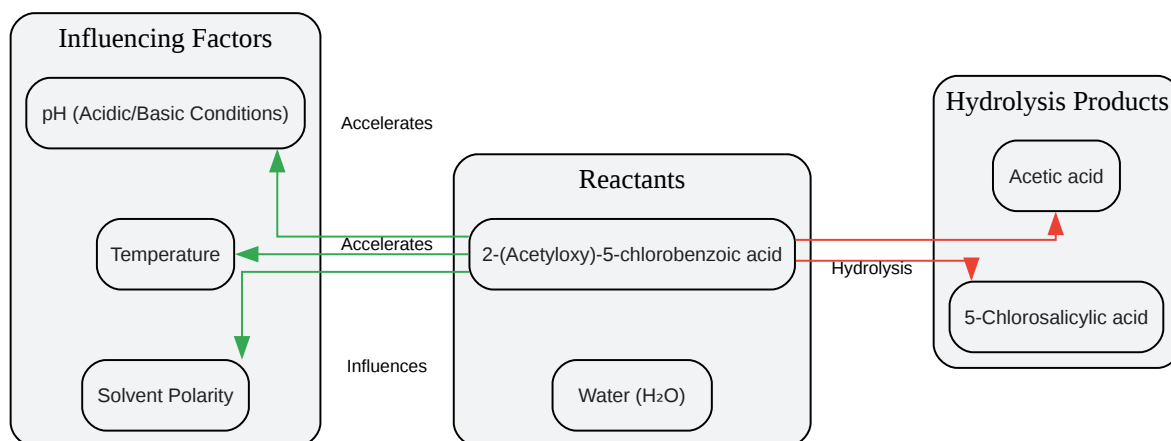 Influencing Factors
pH (Acidic/Basic Conditions)
Temperature
Solvent Polarity
Accelerates
Accelerates
Influences
Reactants
2-(Acetyloxy)-5-chlorobenzoic acid
Water (H₂O)
Hydrolysis
Hydrolysis Products
Acetic acid
5-Chlorosalicylic acid